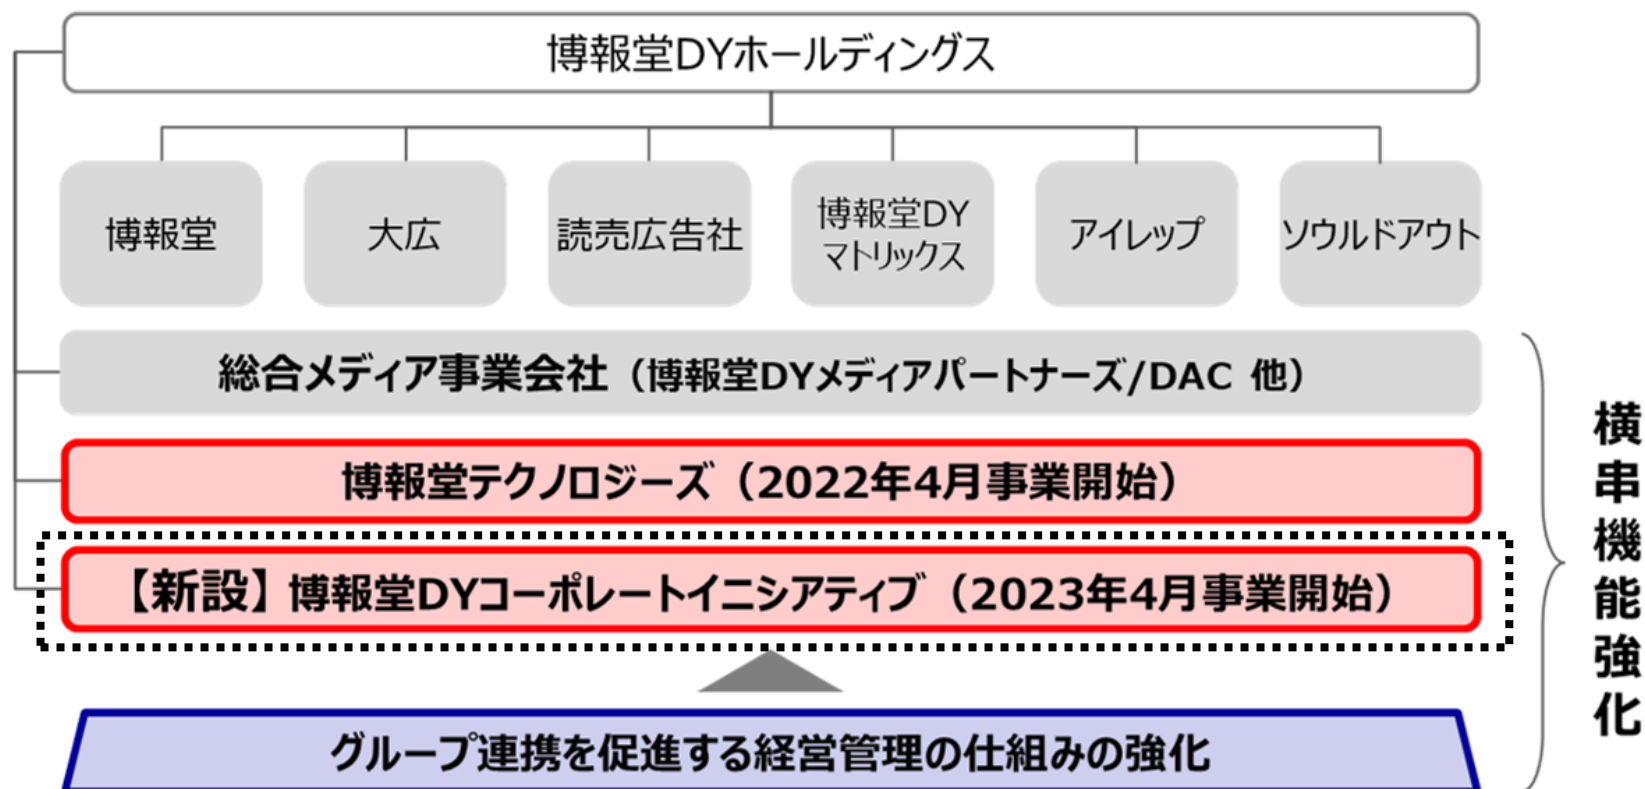 博報堂DYホールディングス
博報堂
大広
読売広告社
博報堂DY
マトリックス
アイレップ
ソウルドアウト
総合メディア事業会社（博報堂DYメディアパートナーズ/DAC 他）
博報堂テクノロジーズ（2022年4月事業開始）
【新設】博報堂DYコーポレートイニシアティブ（2023年4月事業開始）
グループ連携を促進する経営管理の仕組みの強化
横串機能強化